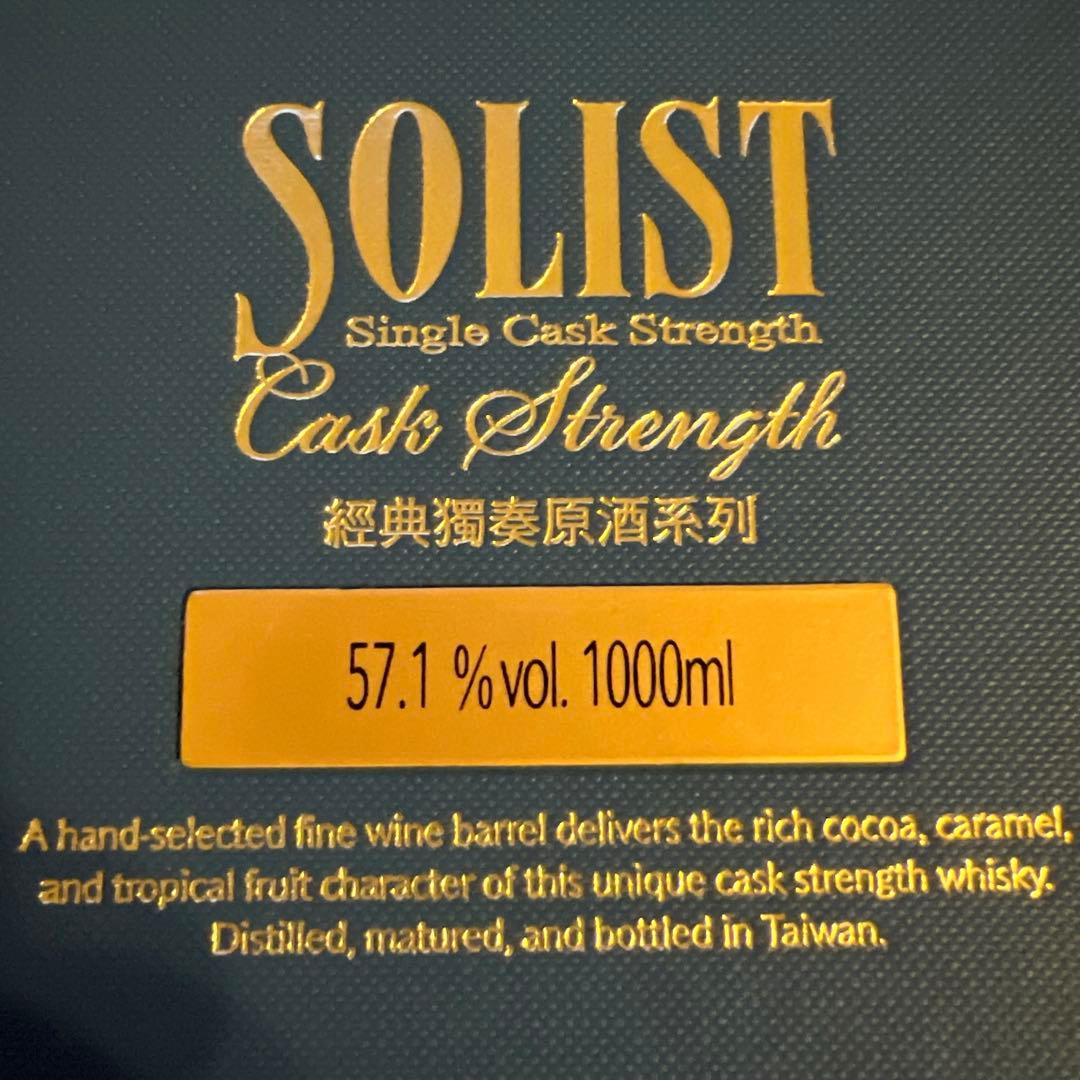 SOLIST
Single Cask Strength
Cask Strength
經典獨奏原酒系列
57.1 %vol. 1000ml
A hand-selected fine wine barrel delivers the rich cocoa, caramel,
and tropical fruit character of this unique cask strength whisky.
Distilled, matured, and bottled in Taiwan.